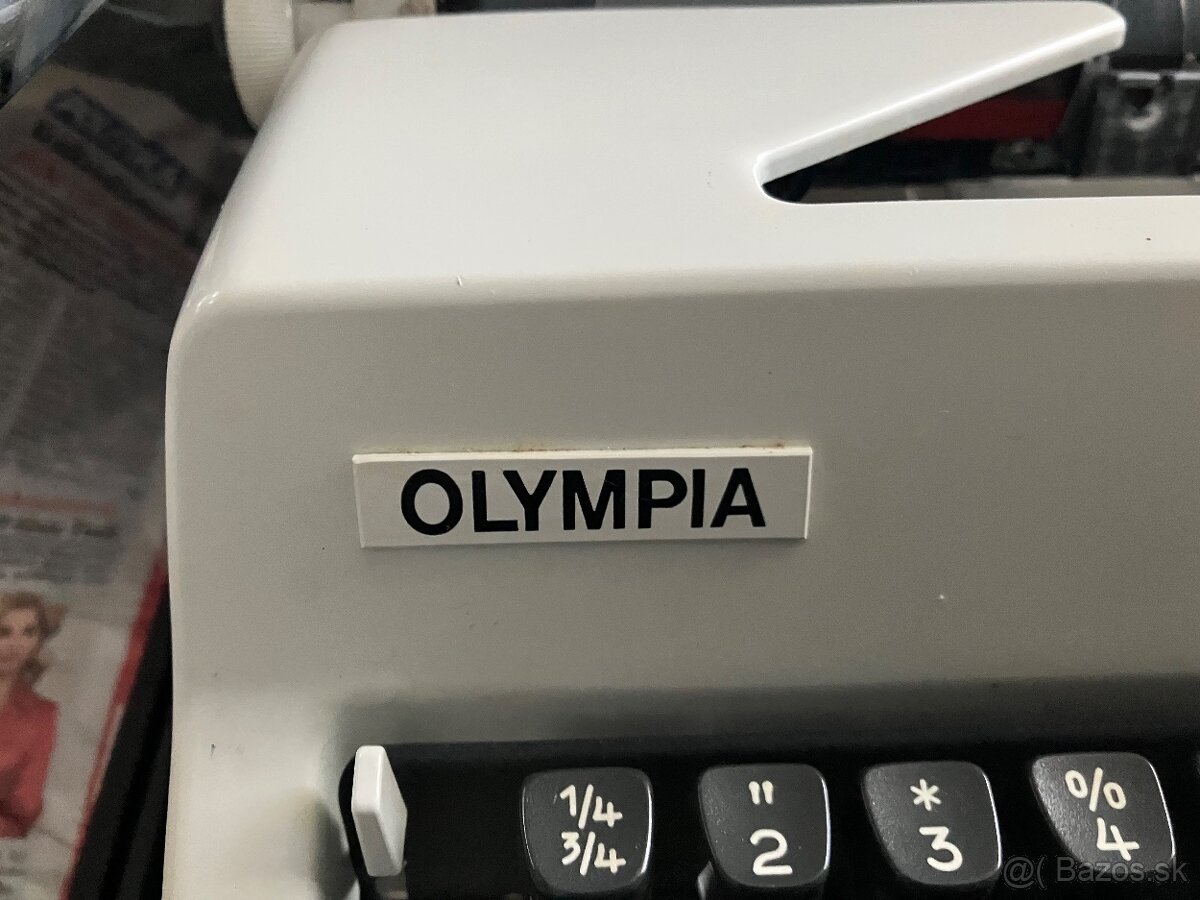 OLYMPIA
1/4 " * %
3/4 2 3 4
@( Bazos.sk